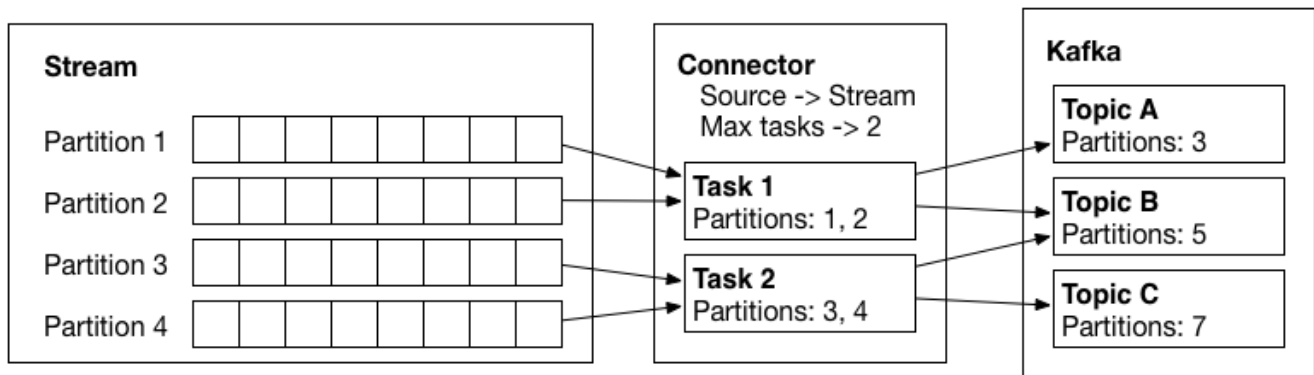 Stream
Partition 1
Partition 2
Partition 3
Partition 4
Connector
Source -> Stream
Max tasks -> 2
Task 1
Partitions: 1, 2
Task 2
Partitions: 3, 4
Kafka
Topic A
Partitions: 3
Topic B
Partitions: 5
Topic C
Partitions: 7